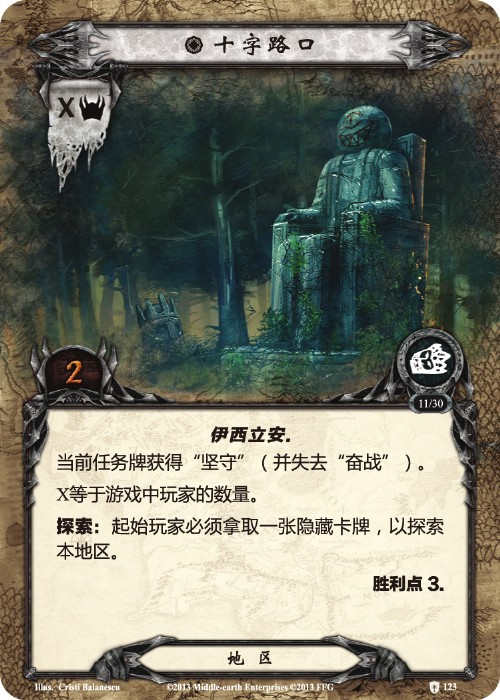 十字路口
X
2
11/30
伊西立安.
当前任务牌获得“坚守”（并失去“奋战”）。
X等于游戏中玩家的数量。
探索：起始玩家必须拿取一张隐藏卡牌，以探索
本地区。
胜利点 3.
地区
Illus. Cristi Balanescu ©2013 Middle-earth Enterprises ©2013 FFG 123